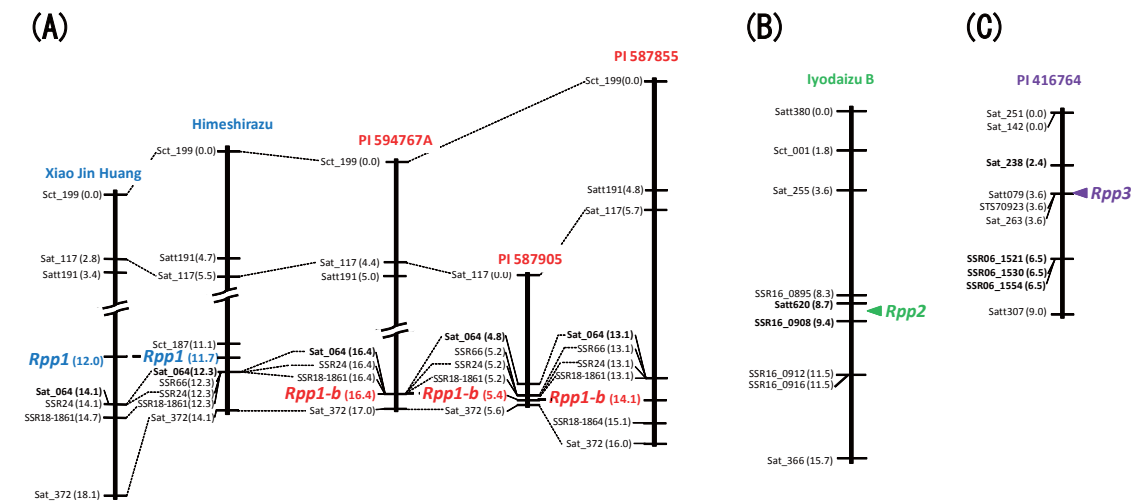 (A)
Xiao Jin Huang
Sct_199 (0.0)
Sat_117 (2.8)
Satt191 (3.4)
Rpp1 (12.0)
Sat_064 (14.1)
SSR24 (14.1)
SSR18-1861 (14.7)
Sat_372 (18.1)
Himeshirazu
Sct_199 (0.0)
Satt191(4.7)
Sat_117(5.5)
Sct_187(11.1)
Rpp1 (11.7)
Sat_064(12.3)
SSR66(12.3)
SSR24 (12.3)
SSR18-1861(12.3)
Sat_372(14.1)
PI 594767A
Sct_199 (0.0)
Sat_117 (4.4)
Satt191 (5.0)
Sat_064 (16.4)
SSR24 (16.4)
SSR18-1861 (16.4)
Rpp1-b (16.4)
Sat_372 (17.0)
PI 587905
Sat_117 (0.0)
Sat_064 (4.8)
SSR66 (5.2)
SSR24 (5.2)
SSR18-1861 (5.2)
Rpp1-b (5.4)
Sat_372 (5.6)
PI 587855
Sct_199(0.0)
Satt191(4.8)
Sat_117(5.7)
Sat_064 (13.1)
SSR66 (13.1)
SSR24 (13.1)
SSR18-1861 (13.1)
Rpp1-b (14.1)
SSR18-1864 (15.1)
Sat_372 (16.0)
(B)
Iyodaizu B
Satt380 (0.0)
Sct_001 (1.8)
Sat_255 (3.6)
SSR16_0895 (8.3)
Satt620 (8.7)
Rpp2
SSR16_0908 (9.4)
SSR16_0912 (11.5)
SSR16_0916 (11.5)
Sat_366 (15.7)
(C)
PI 416764
Sat_251 (0.0)
Sat_142 (0.0)
Sat_238 (2.4)
Satt079 (3.6)
Rpp3
STS70923 (3.6)
Sat_263 (3.6)
SSR06_1521 (6.5)
SSR06_1530 (6.5)
SSR06_1554 (6.5)
Satt307 (9.0)